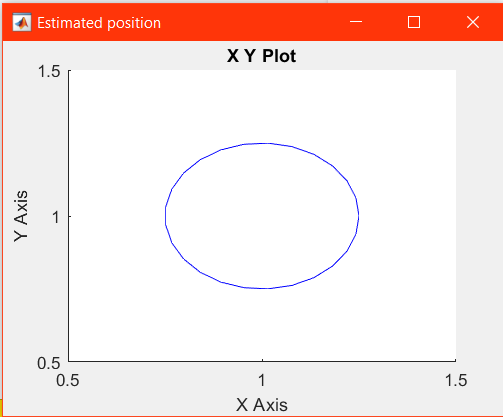 Estimated position
X Y Plot
1.5
Y Axis
1
0.5
0.5 1 1.5
X Axis